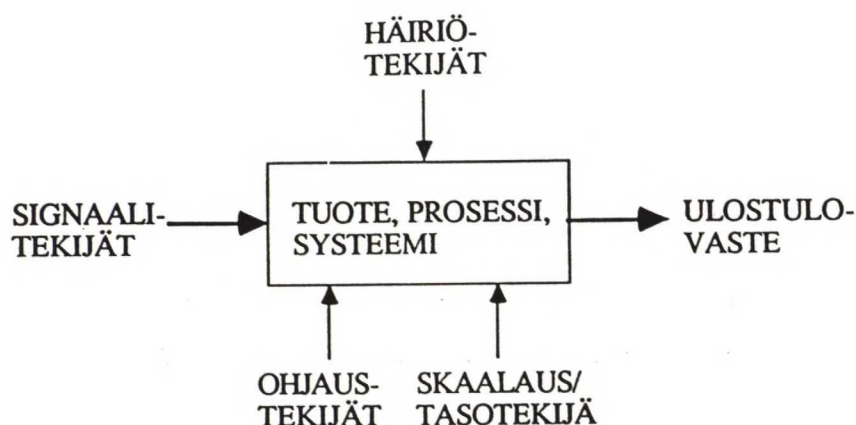 HÄIRIÖ-
TEKIJÄT
SIGNAALI-
TEKIJÄT
TUOTE, PROSESSI,
SYSTEEMI
ULOSTULO-
VASTE
OHJAUS-
TEKIJÄT
SKAALAUS/
TASOTEKIJÄ